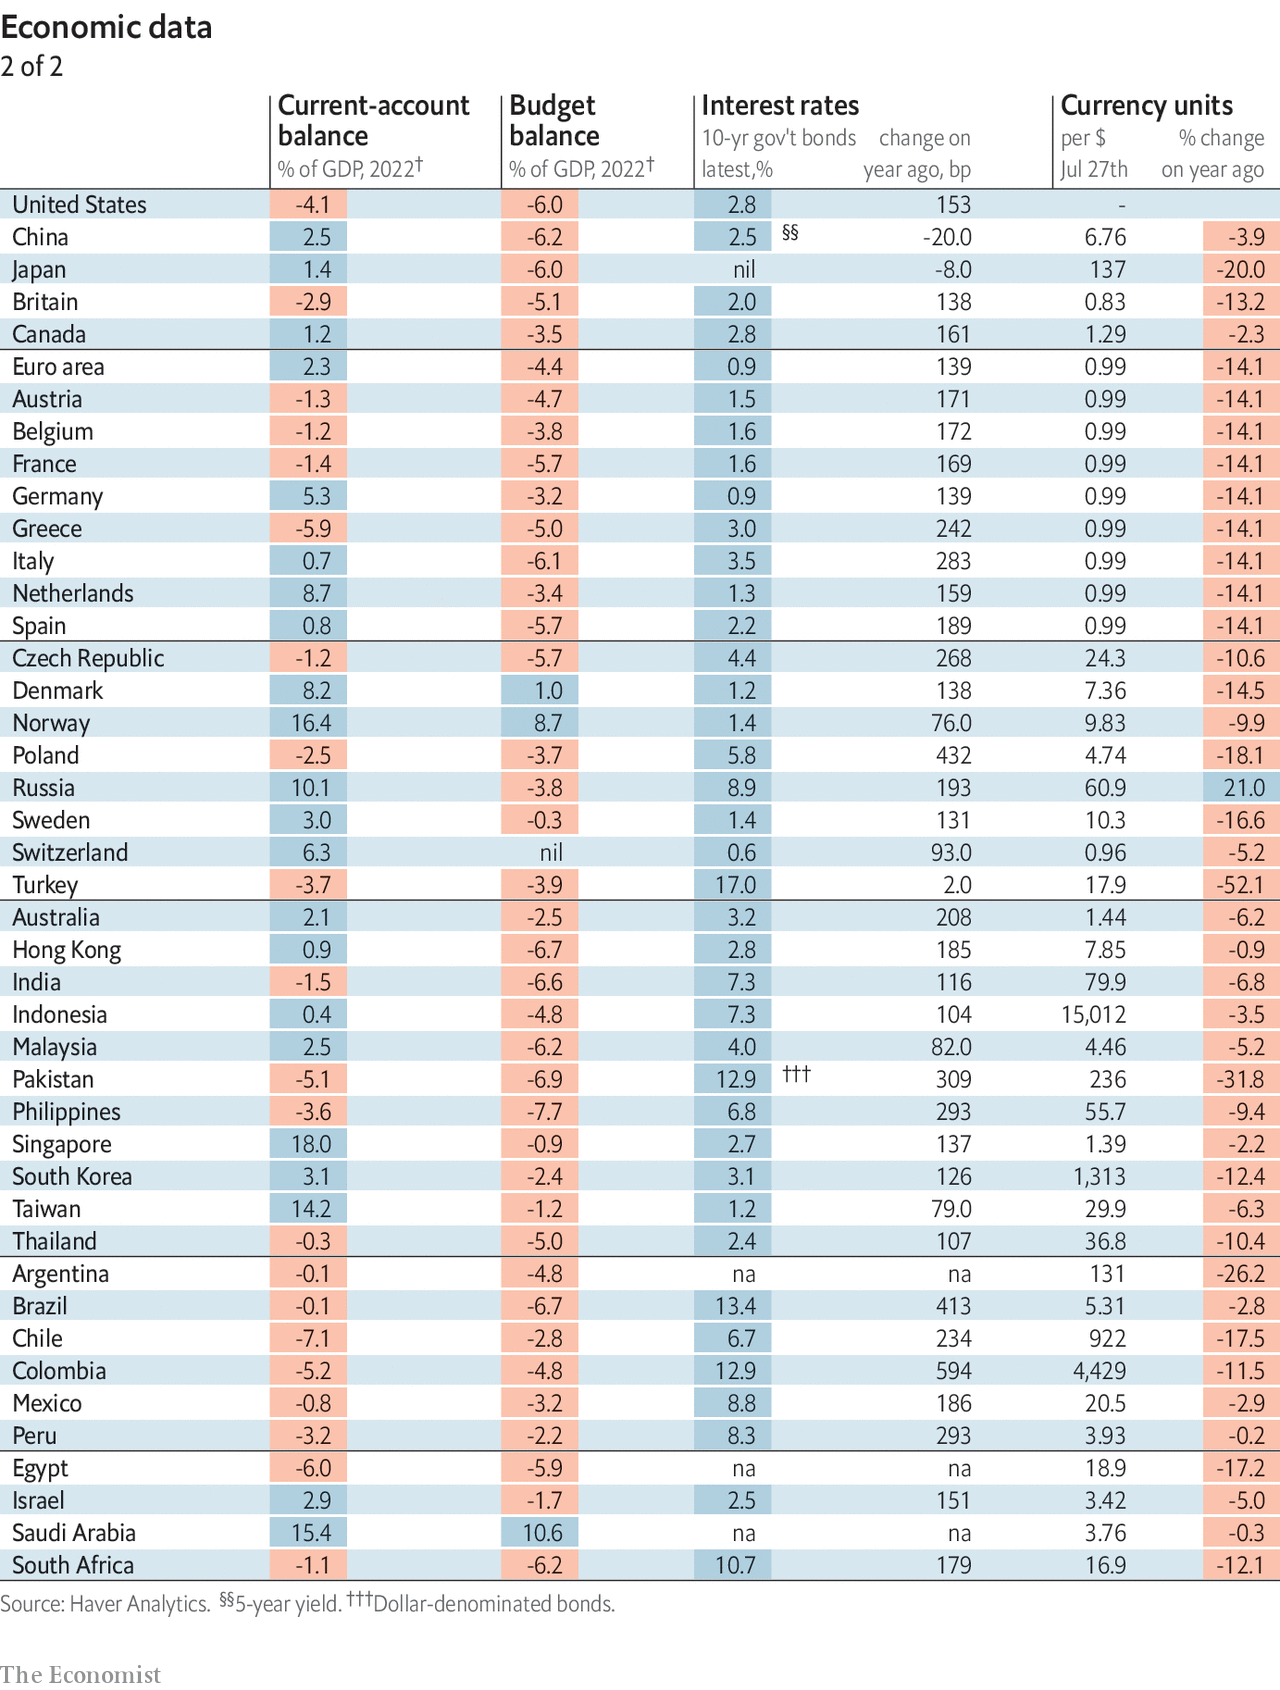 Economic data
2 of 2
Current-account balance % of GDP, 2022† Budget balance % of GDP, 2022† Interest rates 10-yr gov't bonds latest,% change on year ago, bp Currency units per $ Jul 27th % change on year ago
United States -4.1 -6.0 2.8 153 -
China 2.5 -6.2 2.5 §§ -20.0 6.76 -3.9
Japan 1.4 -6.0 nil -8.0 137 -20.0
Britain -2.9 -5.1 2.0 138 0.83 -13.2
Canada 1.2 -3.5 2.8 161 1.29 -2.3
Euro area 2.3 -4.4 0.9 139 0.99 -14.1
Austria -1.3 -4.7 1.5 171 0.99 -14.1
Belgium -1.2 -3.8 1.6 172 0.99 -14.1
France -1.4 -5.7 1.6 169 0.99 -14.1
Germany 5.3 -3.2 0.9 139 0.99 -14.1
Greece -5.9 -5.0 3.0 242 0.99 -14.1
Italy 0.7 -6.1 3.5 283 0.99 -14.1
Netherlands 8.7 -3.4 1.3 159 0.99 -14.1
Spain 0.8 -5.7 2.2 189 0.99 -14.1
Czech Republic -1.2 -5.7 4.4 268 24.3 -10.6
Denmark 8.2 1.0 1.2 138 7.36 -14.5
Norway 16.4 8.7 1.4 76.0 9.83 -9.9
Poland -2.5 -3.7 5.8 432 4.74 -18.1
Russia 10.1 -3.8 8.9 193 60.9 21.0
Sweden 3.0 -0.3 1.4 131 10.3 -16.6
Switzerland 6.3 nil 0.6 93.0 0.96 -5.2
Turkey -3.7 -3.9 17.0 2.0 17.9 -52.1
Australia 2.1 -2.5 3.2 208 1.44 -6.2
Hong Kong 0.9 -6.7 2.8 185 7.85 -0.9
India -1.5 -6.6 7.3 116 79.9 -6.8
Indonesia 0.4 -4.8 7.3 104 15,012 -3.5
Malaysia 2.5 -6.2 4.0 82.0 4.46 -5.2
Pakistan -5.1 -6.9 12.9 ††† 309 236 -31.8
Philippines -3.6 -7.7 6.8 293 55.7 -9.4
Singapore 18.0 -0.9 2.7 137 1.39 -2.2
South Korea 3.1 -2.4 3.1 126 1,313 -12.4
Taiwan 14.2 -1.2 1.2 79.0 29.9 -6.3
Thailand -0.3 -5.0 2.4 107 36.8 -10.4
Argentina -0.1 -4.8 na na 131 -26.2
Brazil -0.1 -6.7 13.4 413 5.31 -2.8
Chile -7.1 -2.8 6.7 234 922 -17.5
Colombia -5.2 -4.8 12.9 594 4,429 -11.5
Mexico -0.8 -3.2 8.8 186 20.5 -2.9
Peru -3.2 -2.2 8.3 293 3.93 -0.2
Egypt -6.0 -5.9 na na 18.9 -17.2
Israel 2.9 -1.7 2.5 151 3.42 -5.0
Saudi Arabia 15.4 10.6 na na 3.76 -0.3
South Africa -1.1 -6.2 10.7 179 16.9 -12.1
Source: Haver Analytics. §§5-year yield. †††Dollar-denominated bonds.
The Economist